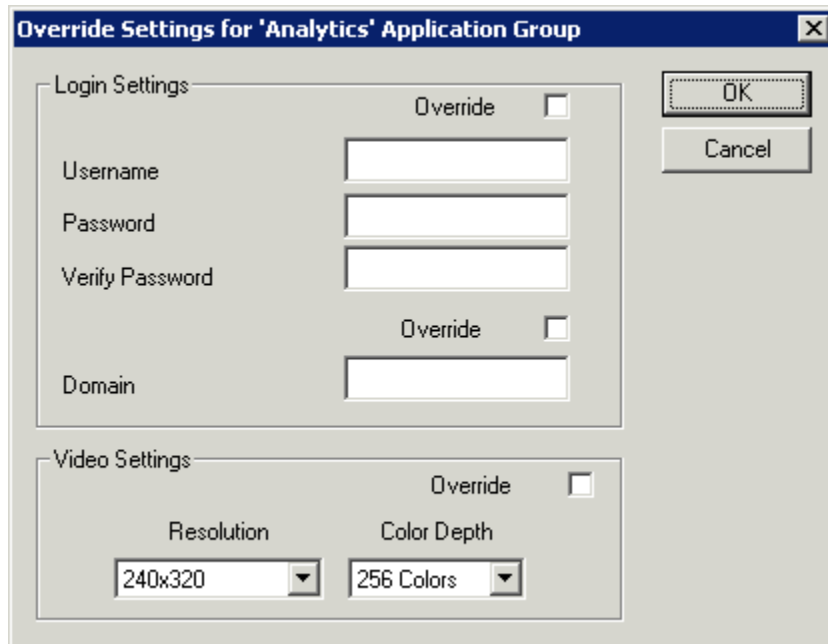 Override Settings for 'Analytics' Application Group
Login Settings
Override
OK
Username
Cancel
Password
Verify Password
Override
Domain
Video Settings
Override
Resolution Color Depth
240x320 256 Colors